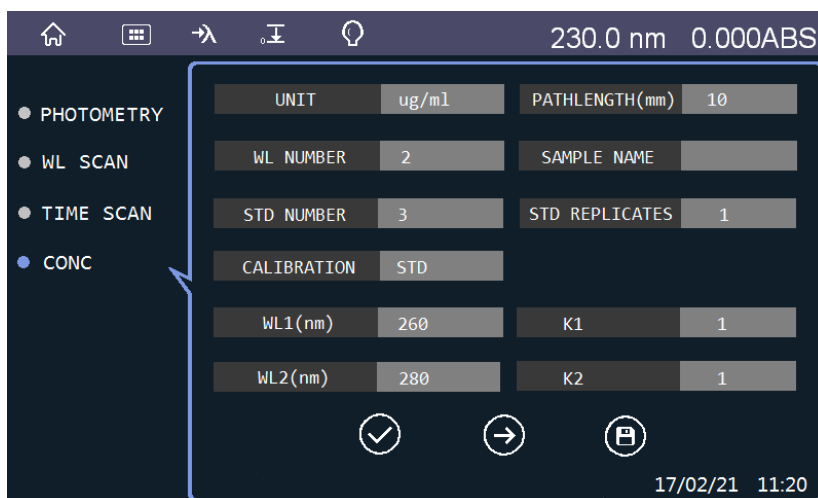 230.0 nm 0.000ABS
PHOTOMETRY
WL SCAN
TIME SCAN
CONC
UNIT ug/ml PATHLENGTH(mm) 10
WL NUMBER 2 SAMPLE NAME
STD NUMBER 3 STD REPLICATES 1
CALIBRATION STD
WL1(nm) 260 K1 1
WL2(nm) 280 K2 1
17/02/21 11:20